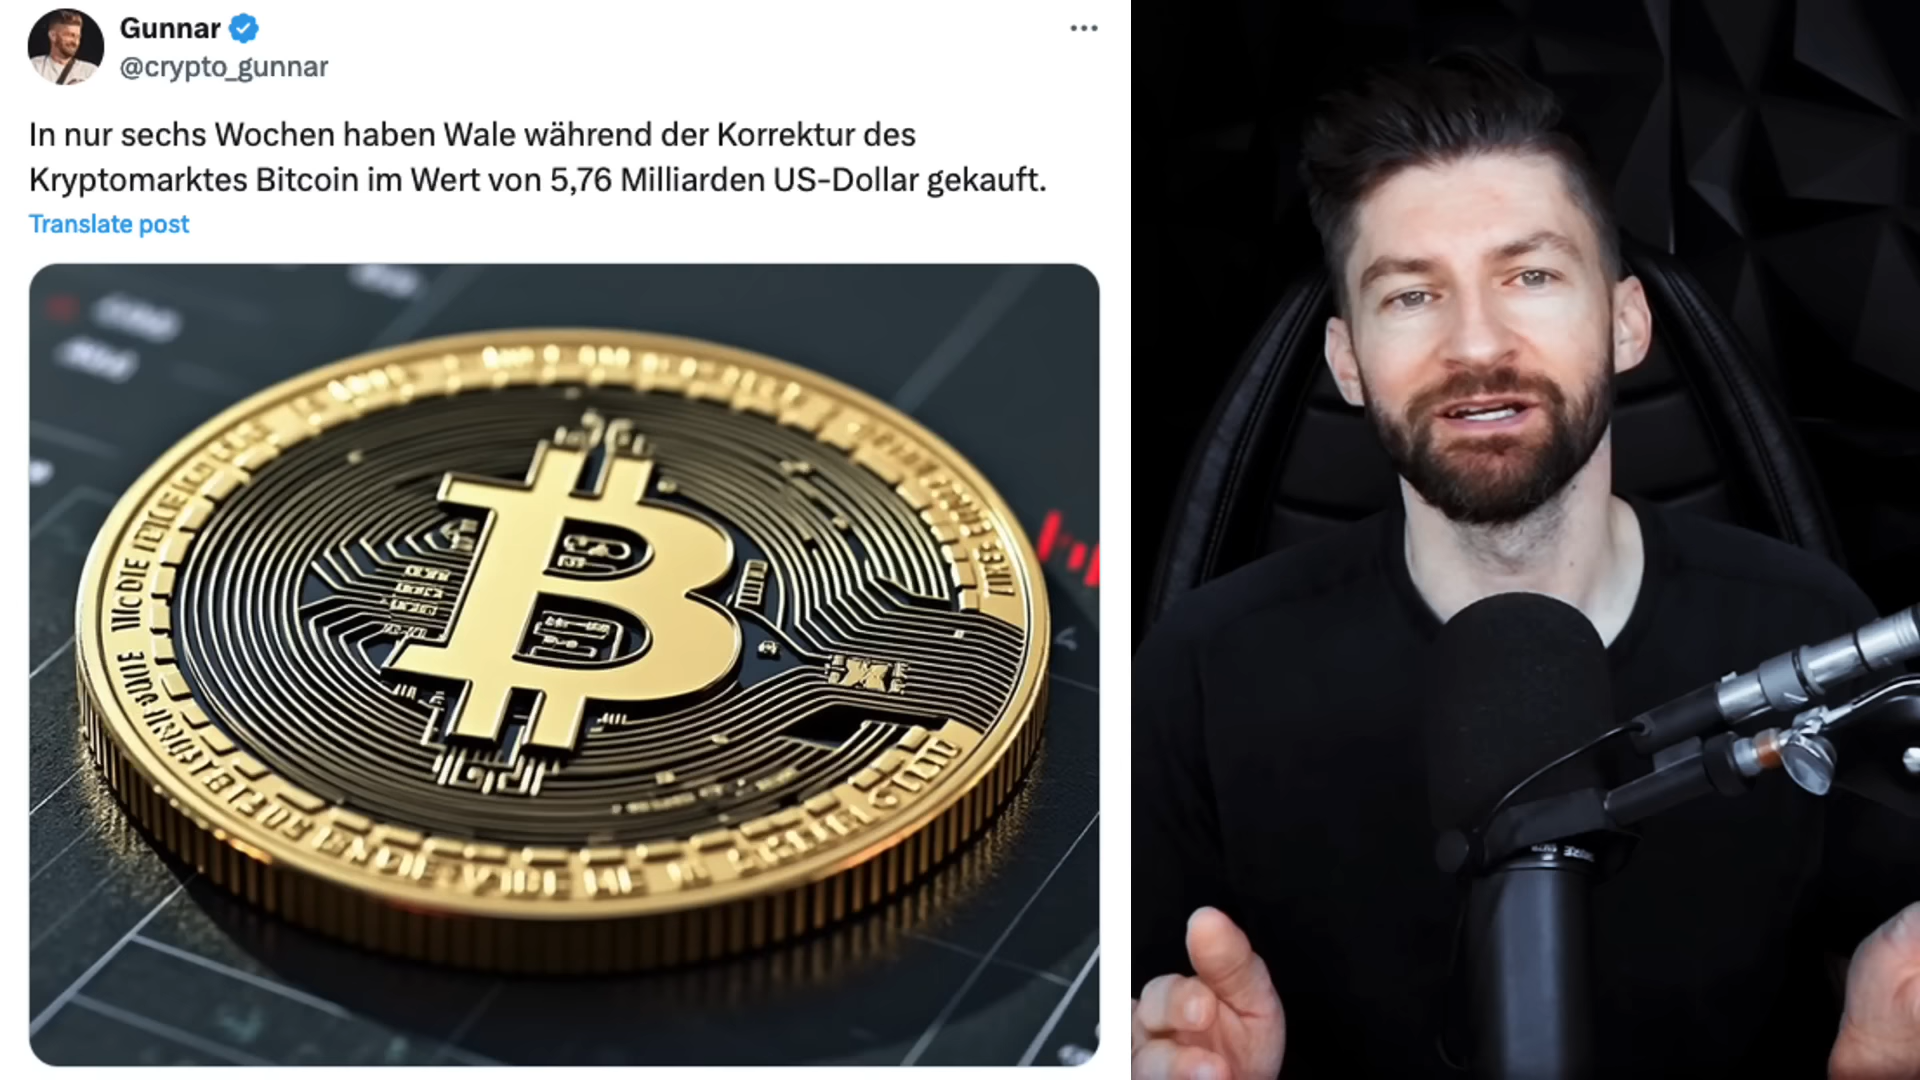 Gunnar
@crypto_gunnar
In nur sechs Wochen haben Wale während der Korrektur des
Kryptomarktes Bitcoin im Wert von 5,76 Milliarden US-Dollar gekauft.
Translate post